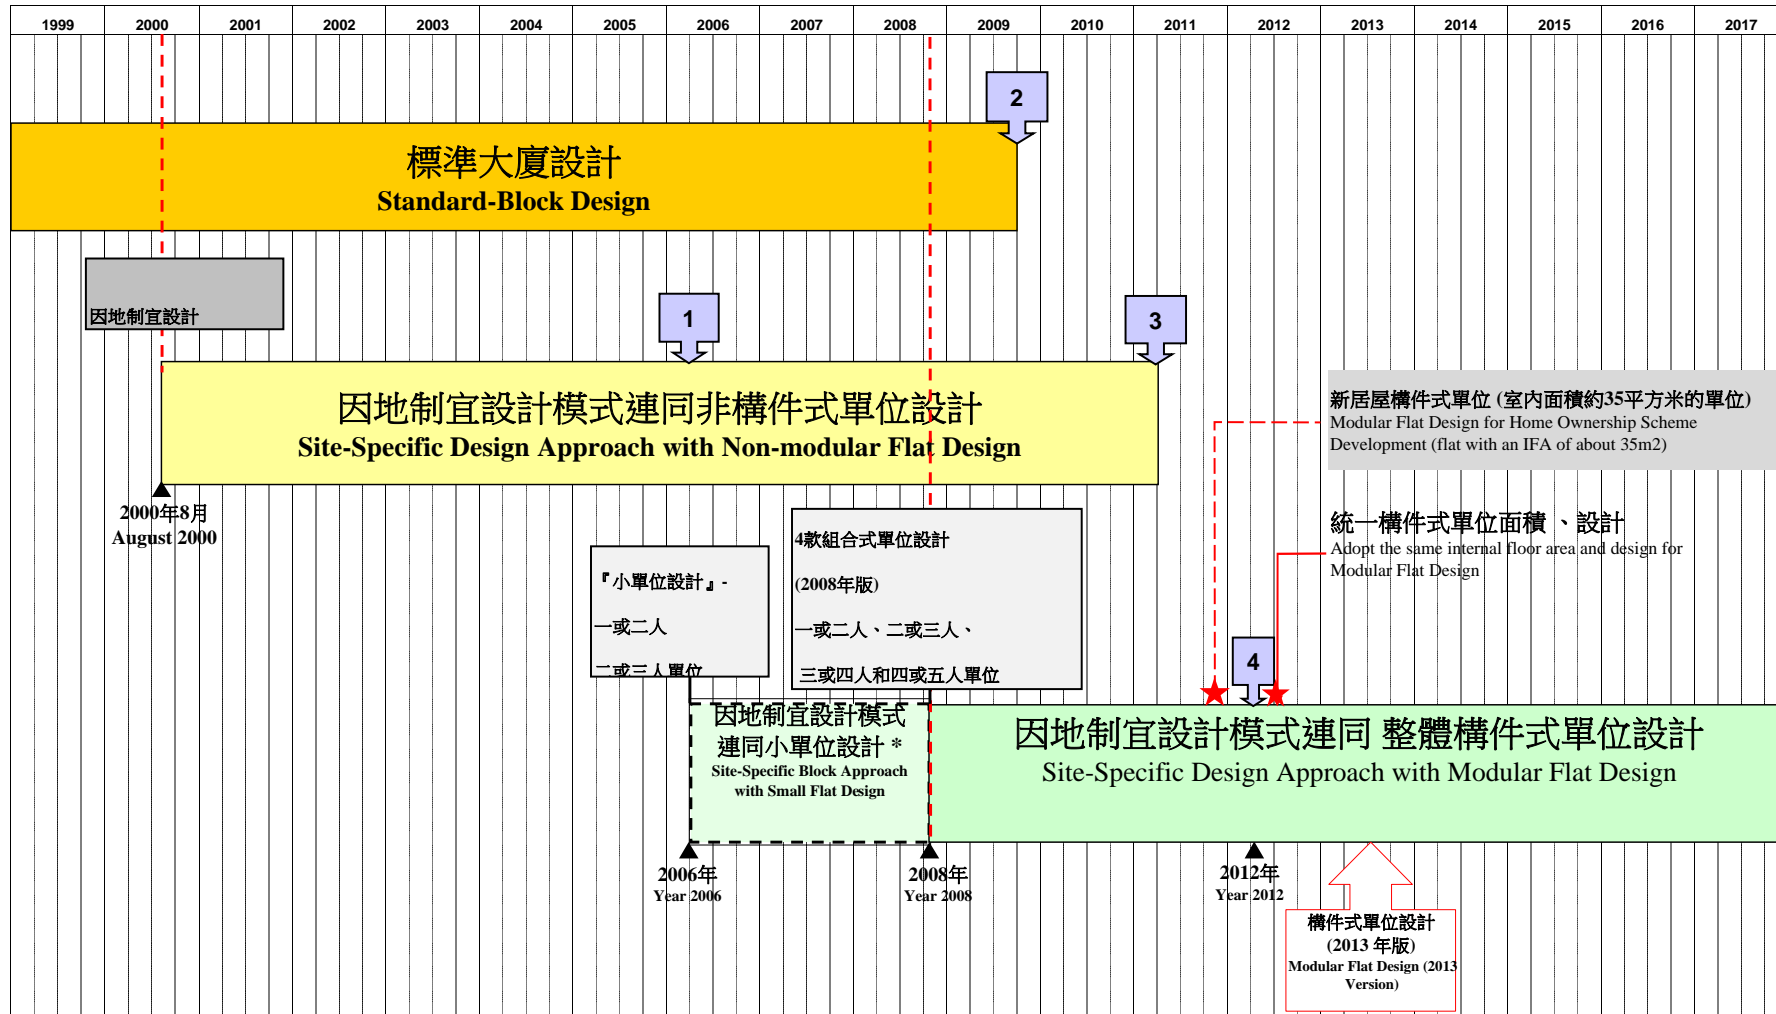 1999 2000 2001 2002 2003 2004 2005 2006 2007 2008 2009 2010 2011 2012 2013 2014 2015 2016 2017
2
標準大廈設計
Standard-Block Design
因地制宜設計
1
3
因地制宜設計模式連同非構件式單位設計
Site-Specific Design Approach with Non-modular Flat Design
2000年8月
August 2000
新居屋構件式單位 (室內面積約35平方米的單位)
Modular Flat Design for Home Ownership Scheme
Development (flat with an IFA of about 35m2)
統一構件式單位面積 、設計
Adopt the same internal floor area and design for
Modular Flat Design
『小單位設計』-
一或二人
二或三人單位
4款組合式單位設計
(2008年版)
一或二人、二或三人、
三或四人和四或五人單位
4
因地制宜設計模式
連同小單位設計 *
Site-Specific Block Approach
with Small Flat Design
因地制宜設計模式連同 整體構件式單位設計
Site-Specific Design Approach with Modular Flat Design
2006年
Year 2006
2008年
Year 2008
2012年
Year 2012
構件式單位設計
(2013 年版)
Modular Flat Design (2013
Version)